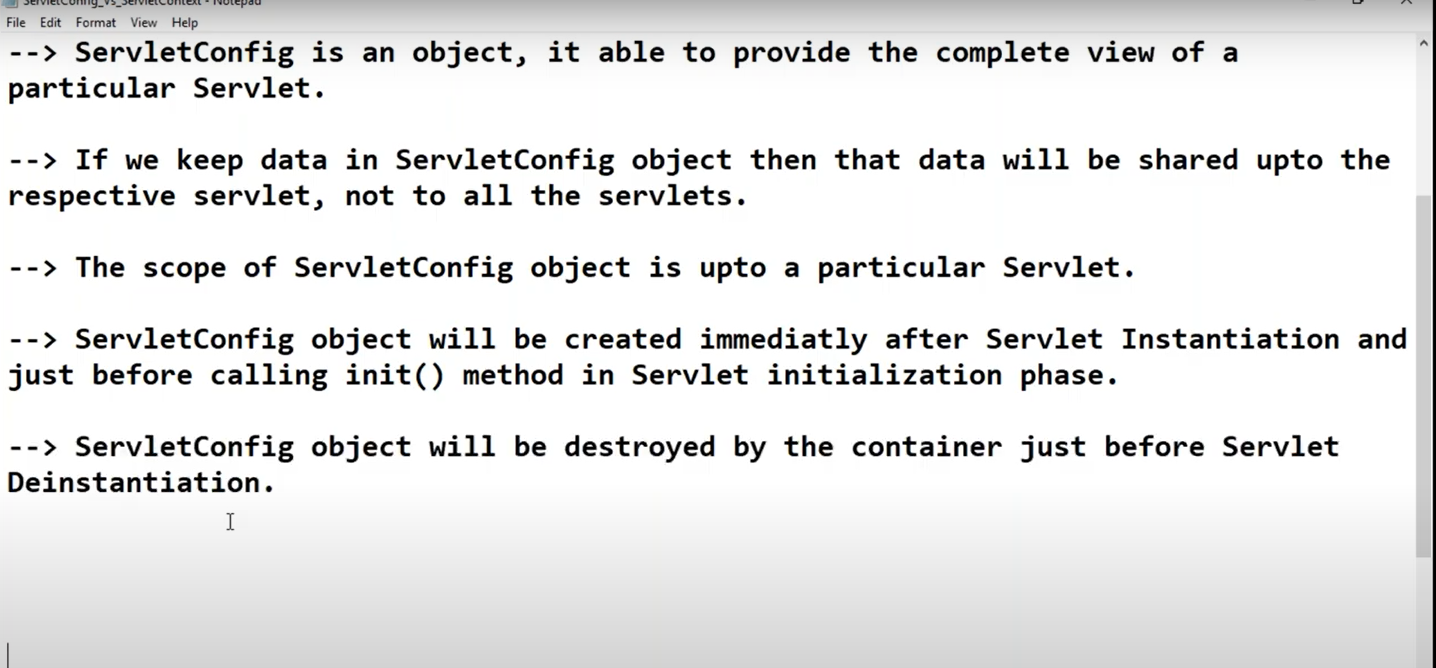 ServletConfig_Vs_ServletContext - Notepad
File Edit Format View Help
--> ServletConfig is an object, it able to provide the complete view of a
particular Servlet.
--> If we keep data in ServletConfig object then that data will be shared upto the
respective servlet, not to all the servlets.
--> The scope of ServletConfig object is upto a particular Servlet.
--> ServletConfig object will be created immediatly after Servlet Instantiation and
just before calling init() method in Servlet initialization phase.
--> ServletConfig object will be destroyed by the container just before Servlet
Deinstantiation.